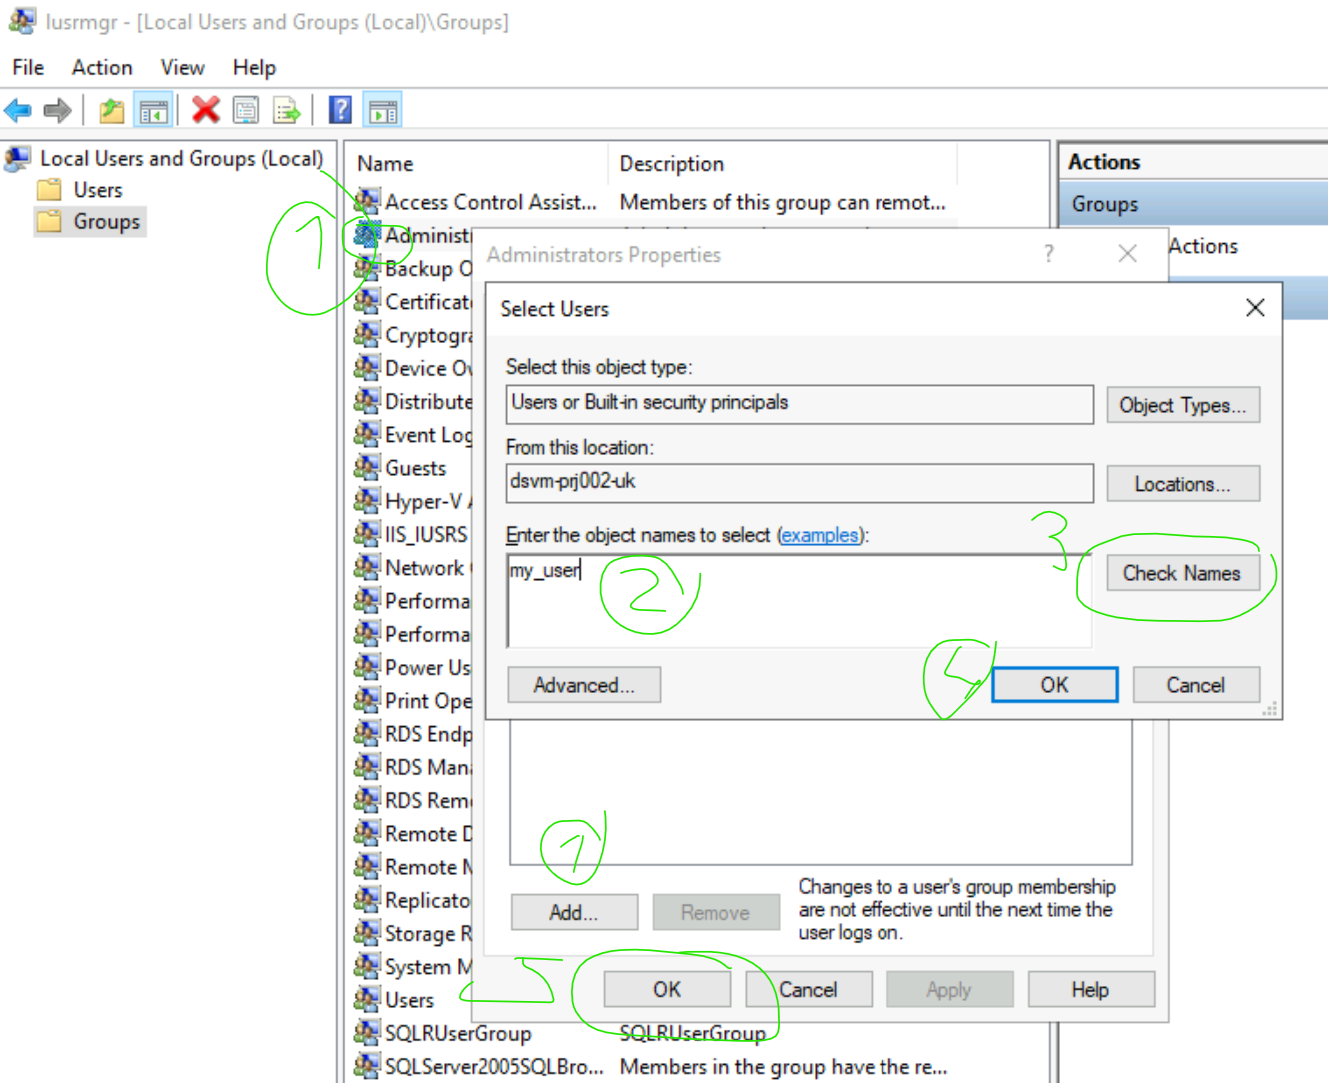 lusrmgr - [Local Users and Groups (Local)\Groups]
File Action View Help
Local Users and Groups (Local)
Users
Groups
Name Description
Access Control Assist... Members of this group can remot...
Administ
Backup O
Certificat
Cryptogra
Device Ow
Distribute
Event Log
Guests
Hyper-V A
IIS_IUSRS
Network
Performa
Performa
Power Us
Print Ope
RDS Endp
RDS Mana
RDS Rem
Remote D
Remote M
Replicato
Storage R
System M
Users
SQLRUserGroup SQLRUserGroup
SQLServer2005SQLBro... Members in the group have the re...
Actions
Groups
Actions
Administrators Properties ?
Select Users
Select this object type:
Users or Built-in security principals
Object Types...
From this location:
dsvm-prj002-uk
Locations...
Enter the object names to select (examples):
my_user
Check Names
Advanced... OK Cancel
Add... Remove
Changes to a user's group membership
are not effective until the next time the
user logs on.
OK Cancel Apply Help
1
1
2
3
4
5